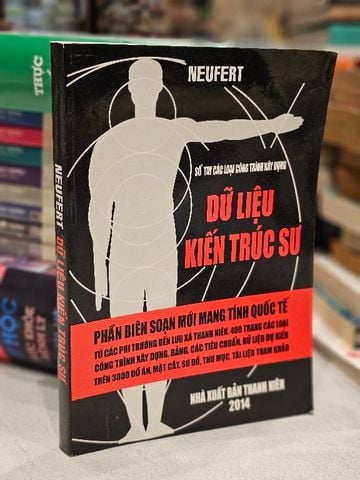 NEUFERT
SỔ TAY CÁC LOẠI CÔNG TRÌNH XÂY DỰNG
DỮ LIỆU
KIẾN TRÚC SƯ
PHẦN BIÊN SOẠN MỚI MANG TÍNH QUỐC TẾ
TỪ CÁC PHI TRƯỜNG ĐẾN LƯU XÁ THANH NIÊN. 400 TRANG CÁC LOẠI
CÔNG TRÌNH XÂY DỰNG, BẢNG, CÁC TIÊU CHUẨN, DỮ LIỆU DỰ KIẾN
TRÊN 3000 ĐỒ ÁN, MẶT CẮT, SƠ ĐỒ, THƯ MỤC, TÀI LIỆU THAM KHẢO
NHÀ XUẤT BẢN THANH NIÊN
2014
NEUFERT DỮ LIỆU KIẾN TRÚC SƯ
THỨC